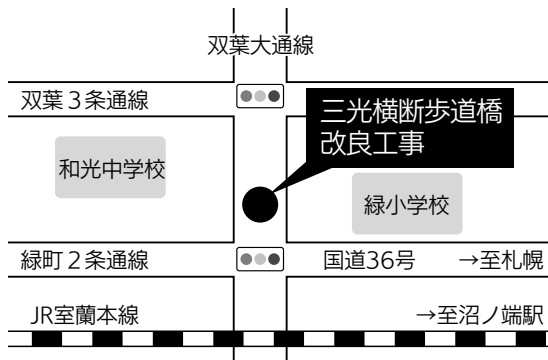 双葉大通線
双葉3条通線
三光横断歩道橋
改良工事
和光中学校
緑小学校
緑町2条通線
国道36号 →至札幌
JR室蘭本線
→至沼ノ端駅